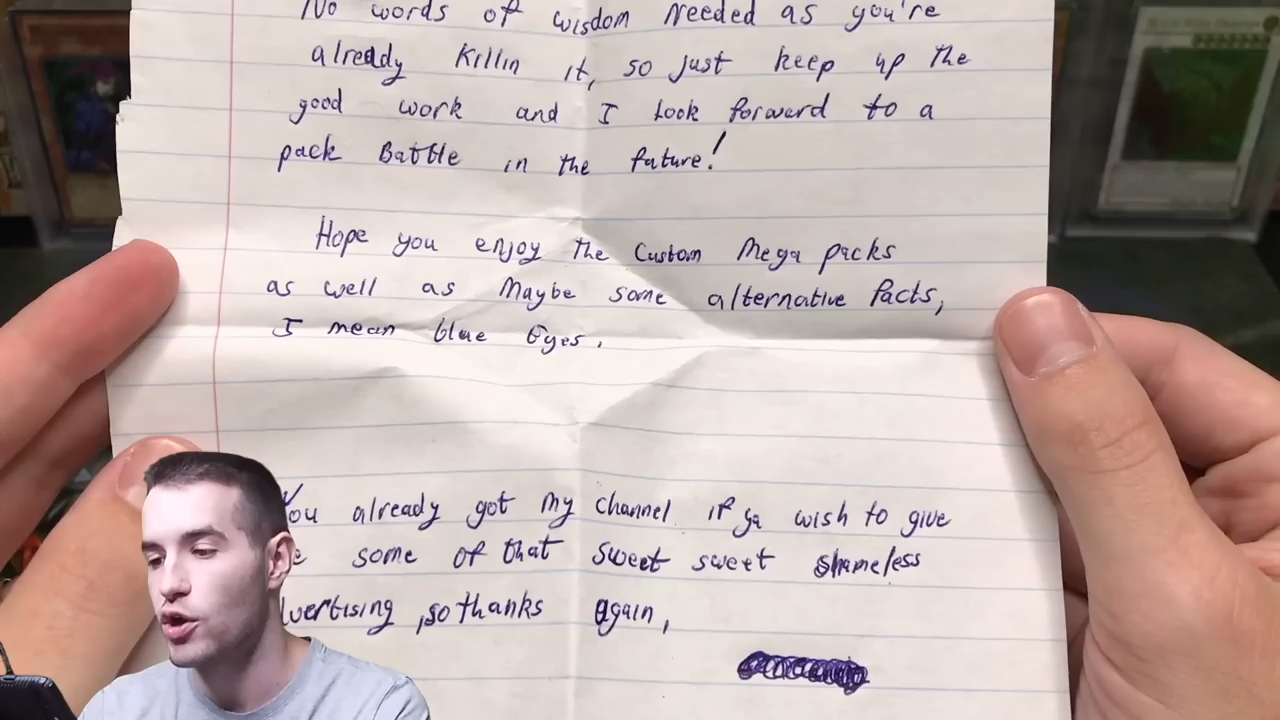 No words of wisdom needed as you're
already Killin it, so just keep up the
good work and I look forward to a
pack Battle in the future!
Hope you enjoy the Custom Mega packs
as well as Maybe some alternative facts,
I mean blue Eyes.
You already got my channel if ya wish to give
some of that sweet sweet shameless
vertising, so thanks again,